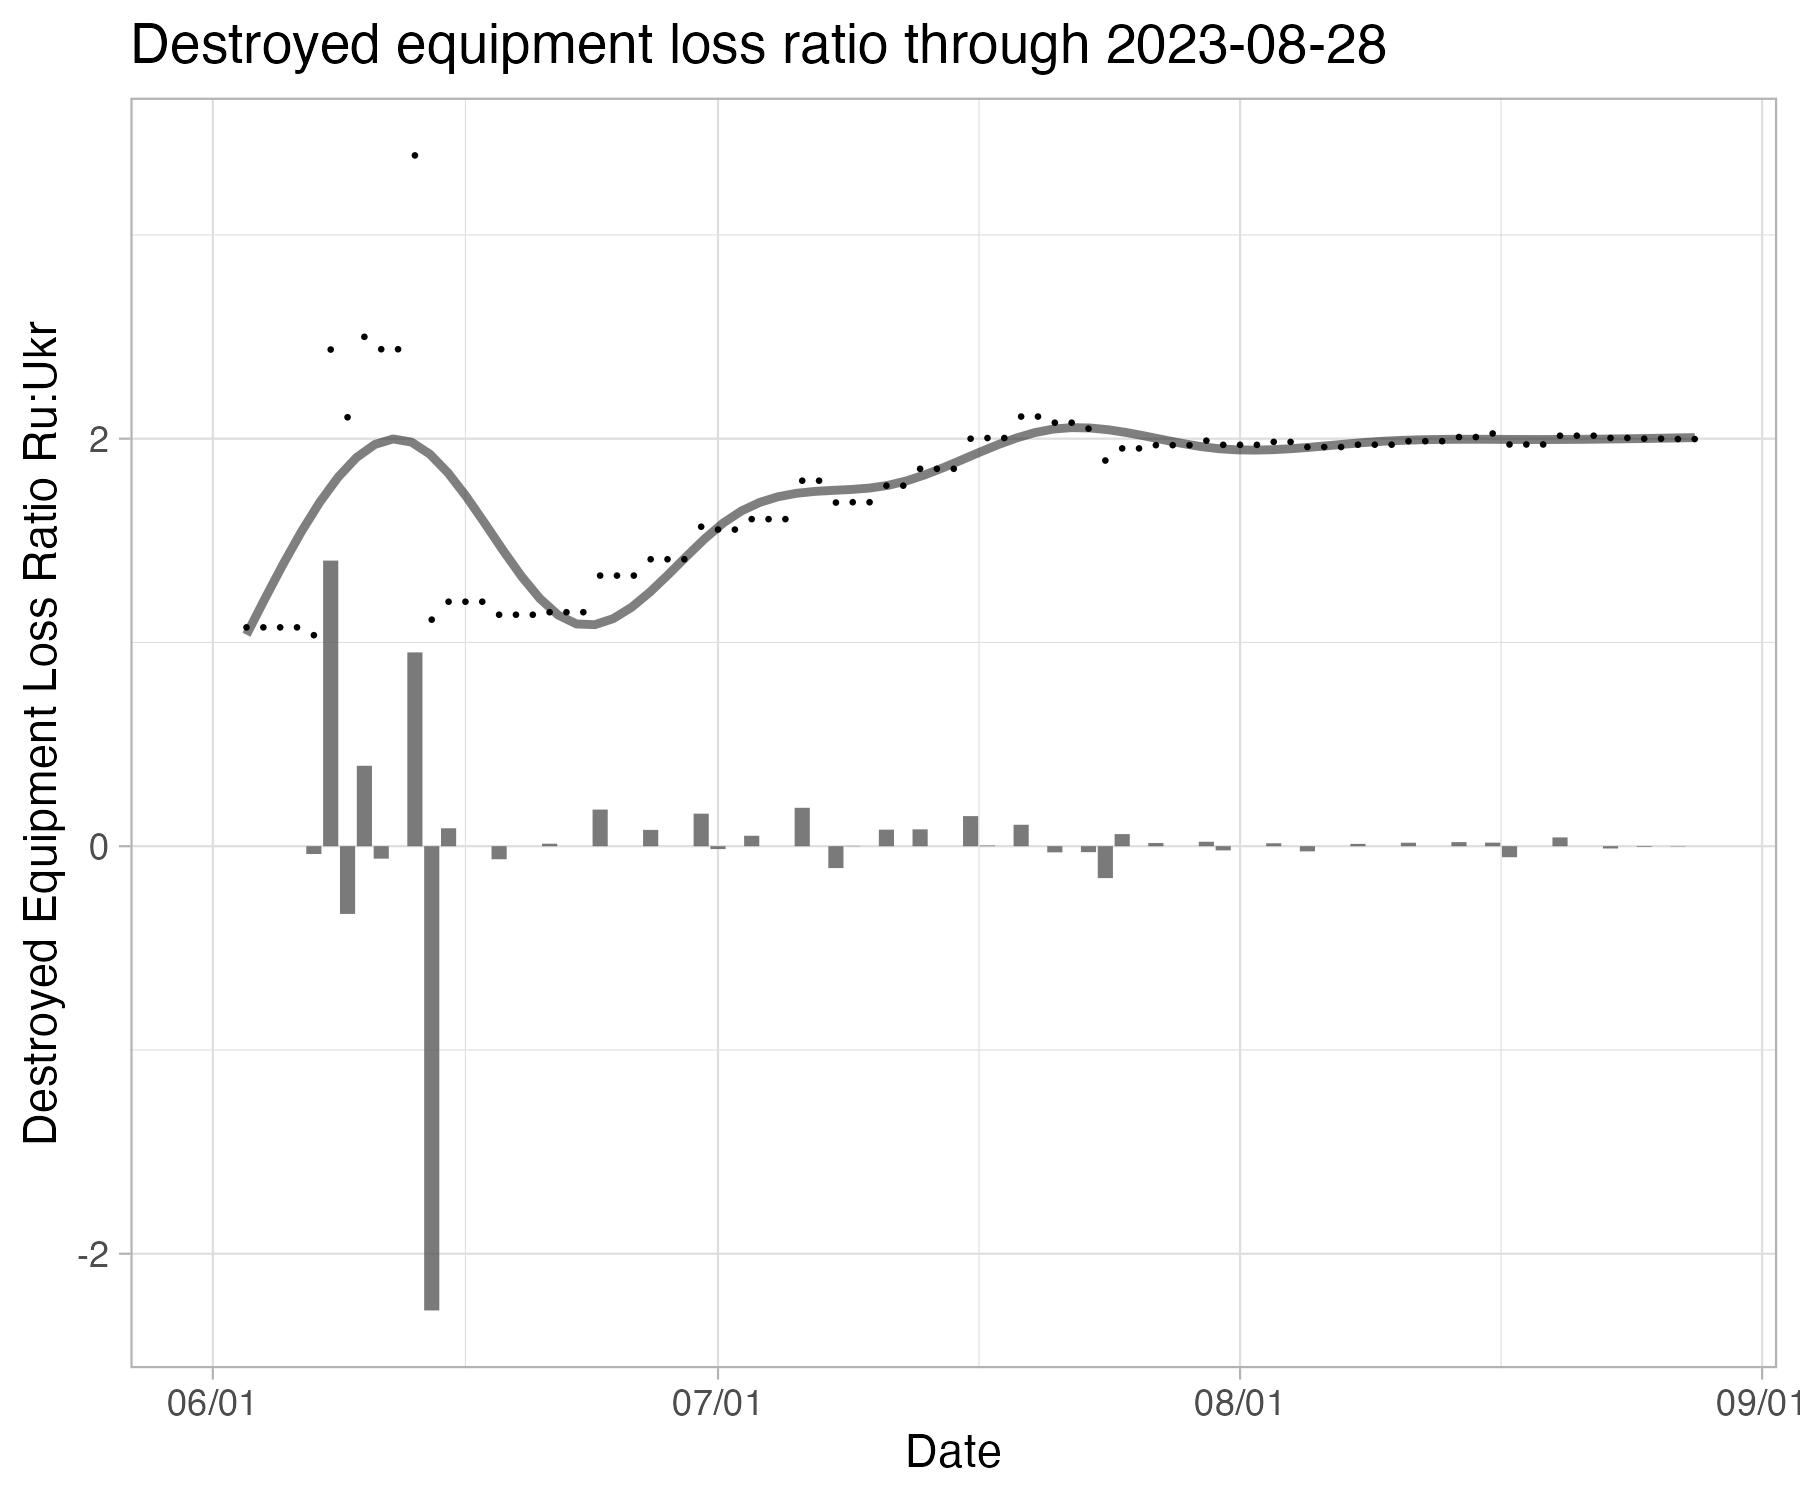 Destroyed equipment loss ratio through 2023-08-28
Destroyed Equipment Loss Ratio Ru:Ukr
2
0
-2
06/01
07/01
08/01
09/01
Date